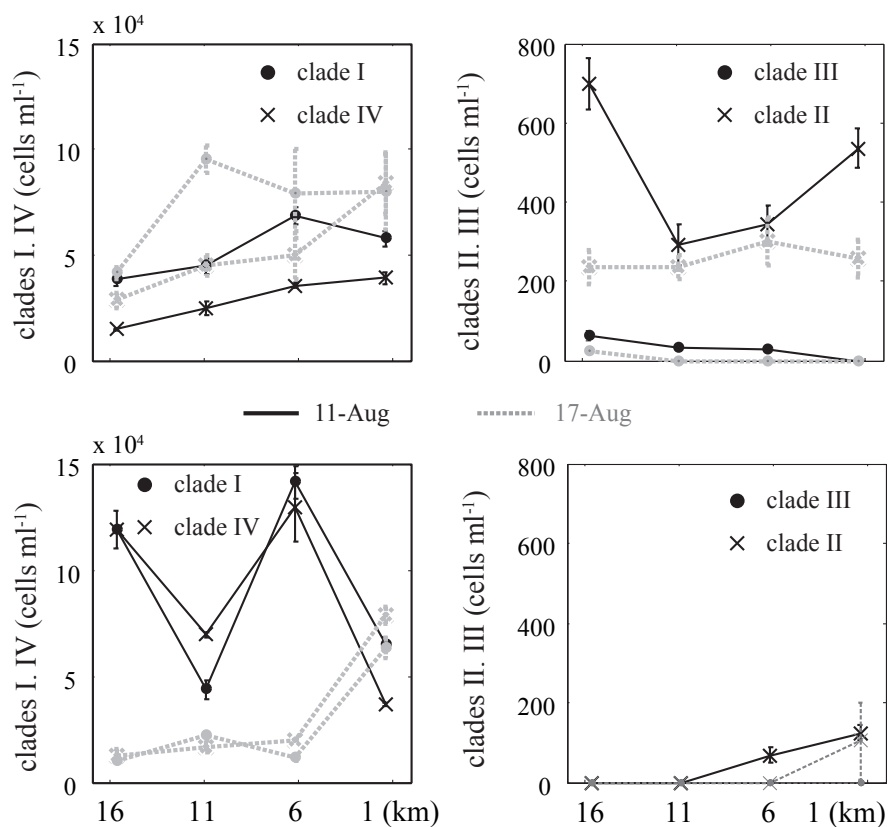 x 10⁴
15
10
5
0
clades I. IV (cells ml⁻¹)
clade I
clade IV
800
600
400
200
0
clades II. III (cells ml⁻¹)
clade III
clade II
11-Aug
17-Aug
x 10⁴
15
10
5
0
clades I. IV (cells ml⁻¹)
clade I
clade IV
16 11 6 1 (km)
800
600
400
200
0
clades II. III (cells ml⁻¹)
clade III
clade II
16 11 6 1 (km)